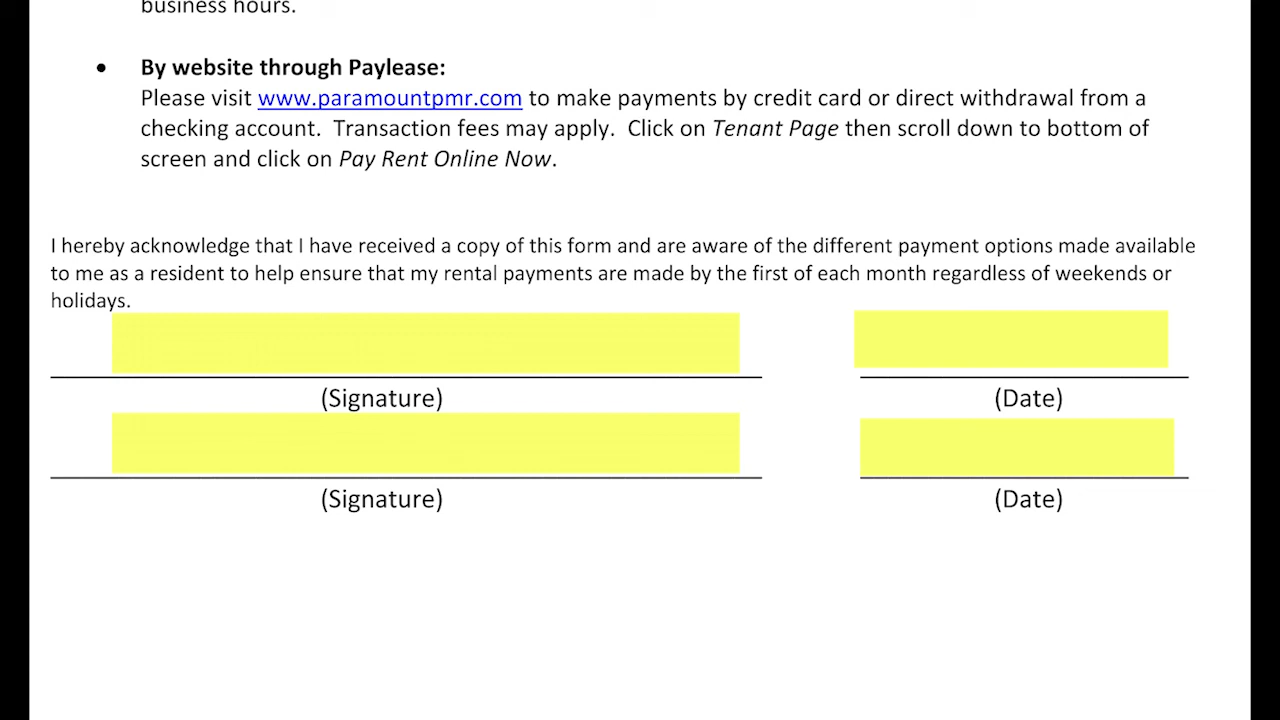 business hours.
• By website through Paylease:
Please visit www.paramountpmr.com to make payments by credit card or direct withdrawal from a
checking account.  Transaction fees may apply.  Click on Tenant Page then scroll down to bottom of
screen and click on Pay Rent Online Now.
I hereby acknowledge that I have received a copy of this form and are aware of the different payment options made available
to me as a resident to help ensure that my rental payments are made by the first of each month regardless of weekends or
holidays.
(Signature) (Date)
(Signature) (Date)